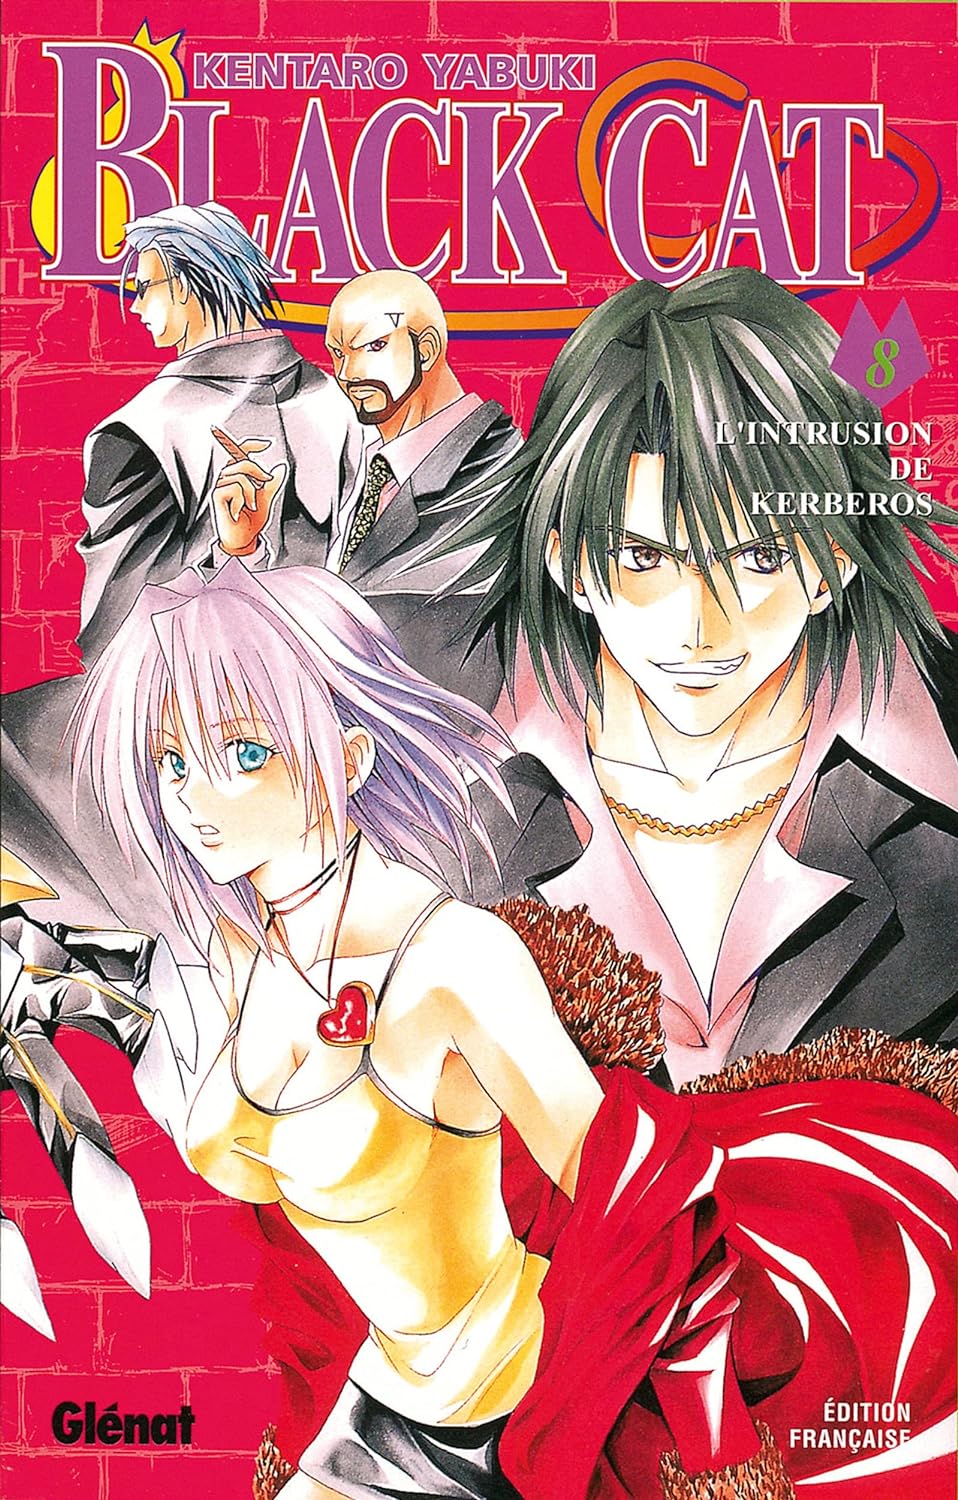 KENTARO YABUKI
BLACK CAT
8
L'INTRUSION
DE
KERBEROS
Glénat
ÉDITION
FRANÇAISE